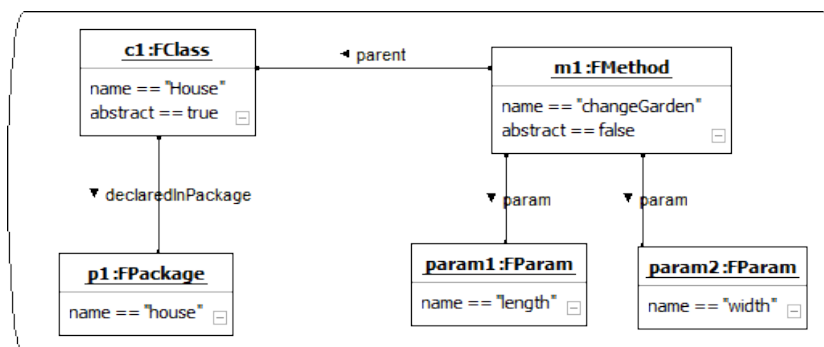 c1:FClass
name == "House"
abstract == true
◄ parent
m1:FMethod
name == "changeGarden"
abstract == false
▼ declaredInPackage
▼ param
▼ param
p1:FPackage
name == "house"
param1:FParam
name == "length"
param2:FParam
name == "width"